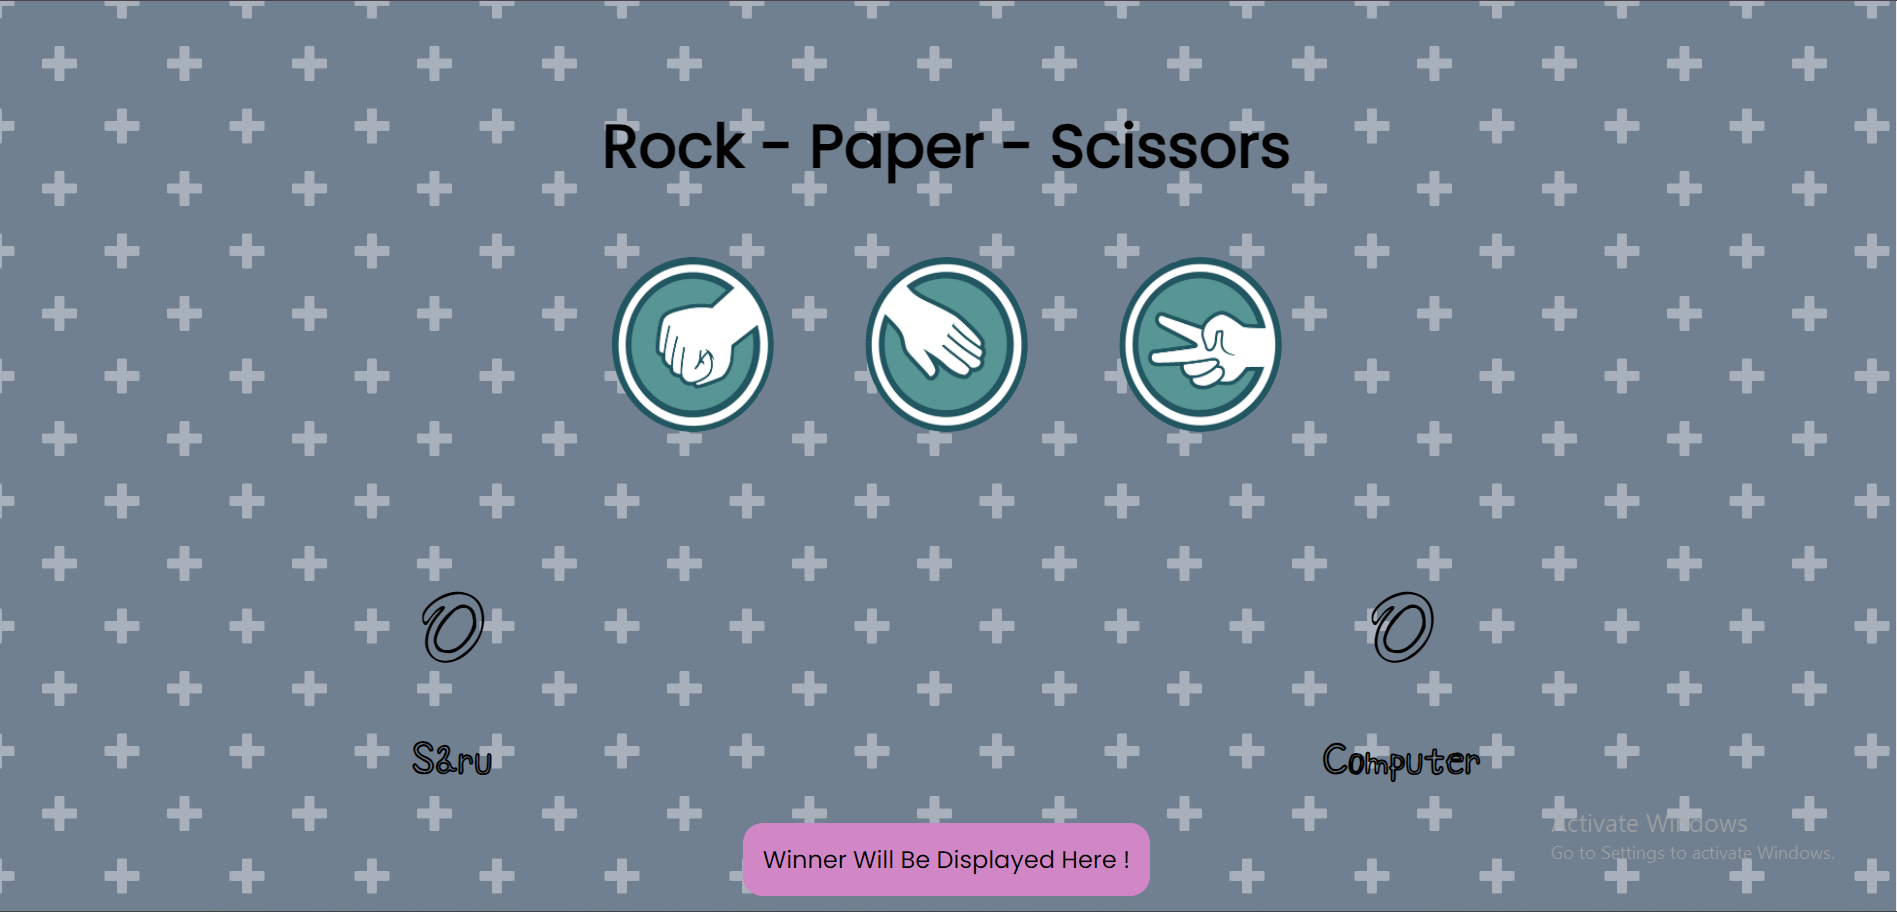 Rock - Paper - Scissors
0
0
Saru
Computer
Winner Will Be Displayed Here !
Activate Windows
Go to Settings to activate Windows.